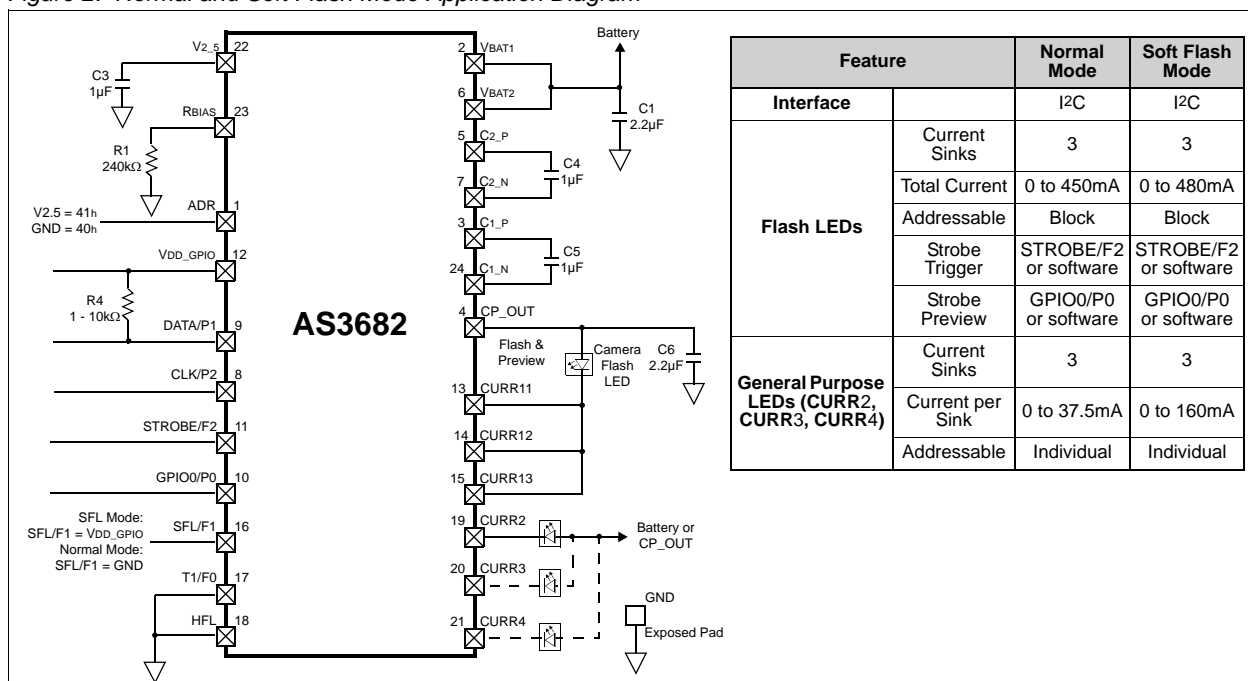 Figure 2. Normal and Soft Flash Mode Application Diagram
V2_5 22
C3
1µF
RBIAS 23
R1
240kΩ
ADR 1
V2.5 = 41h
GND = 40h
VDD_GPIO 12
R4
1 - 10kΩ
DATA/P1 9
CLK/P2 8
STROBE/F2 11
GPIO0/P0 10
SFL Mode:
SFL/F1 = VDD_GPIO
Normal Mode:
SFL/F1 = GND
SFL/F1 16
T1/F0 17
HFL 18
AS3682
Battery
2 VBAT1
6 VBAT2
C1
2.2µF
5 C2_P
C4
1µF
7 C2_N
3 C1_P
C5
1µF
24 C1_N
4 CP_OUT
Flash &
Preview
Camera
Flash
LED
C6
2.2µF
13 CURR11
14 CURR12
15 CURR13
19 CURR2
Battery or
CP_OUT
20 CURR3
21 CURR4
GND
Exposed Pad
Feature Normal Mode Soft Flash Mode
Interface I2C I2C
Flash LEDs
Current Sinks 3 3
Total Current 0 to 450mA 0 to 480mA
Addressable Block Block
Strobe Trigger STROBE/F2 or software STROBE/F2 or software
Strobe Preview GPIO0/P0 or software GPIO0/P0 or software
General Purpose LEDs (CURR2, CURR3, CURR4)
Current Sinks 3 3
Current per Sink 0 to 37.5mA 0 to 160mA
Addressable Individual Individual